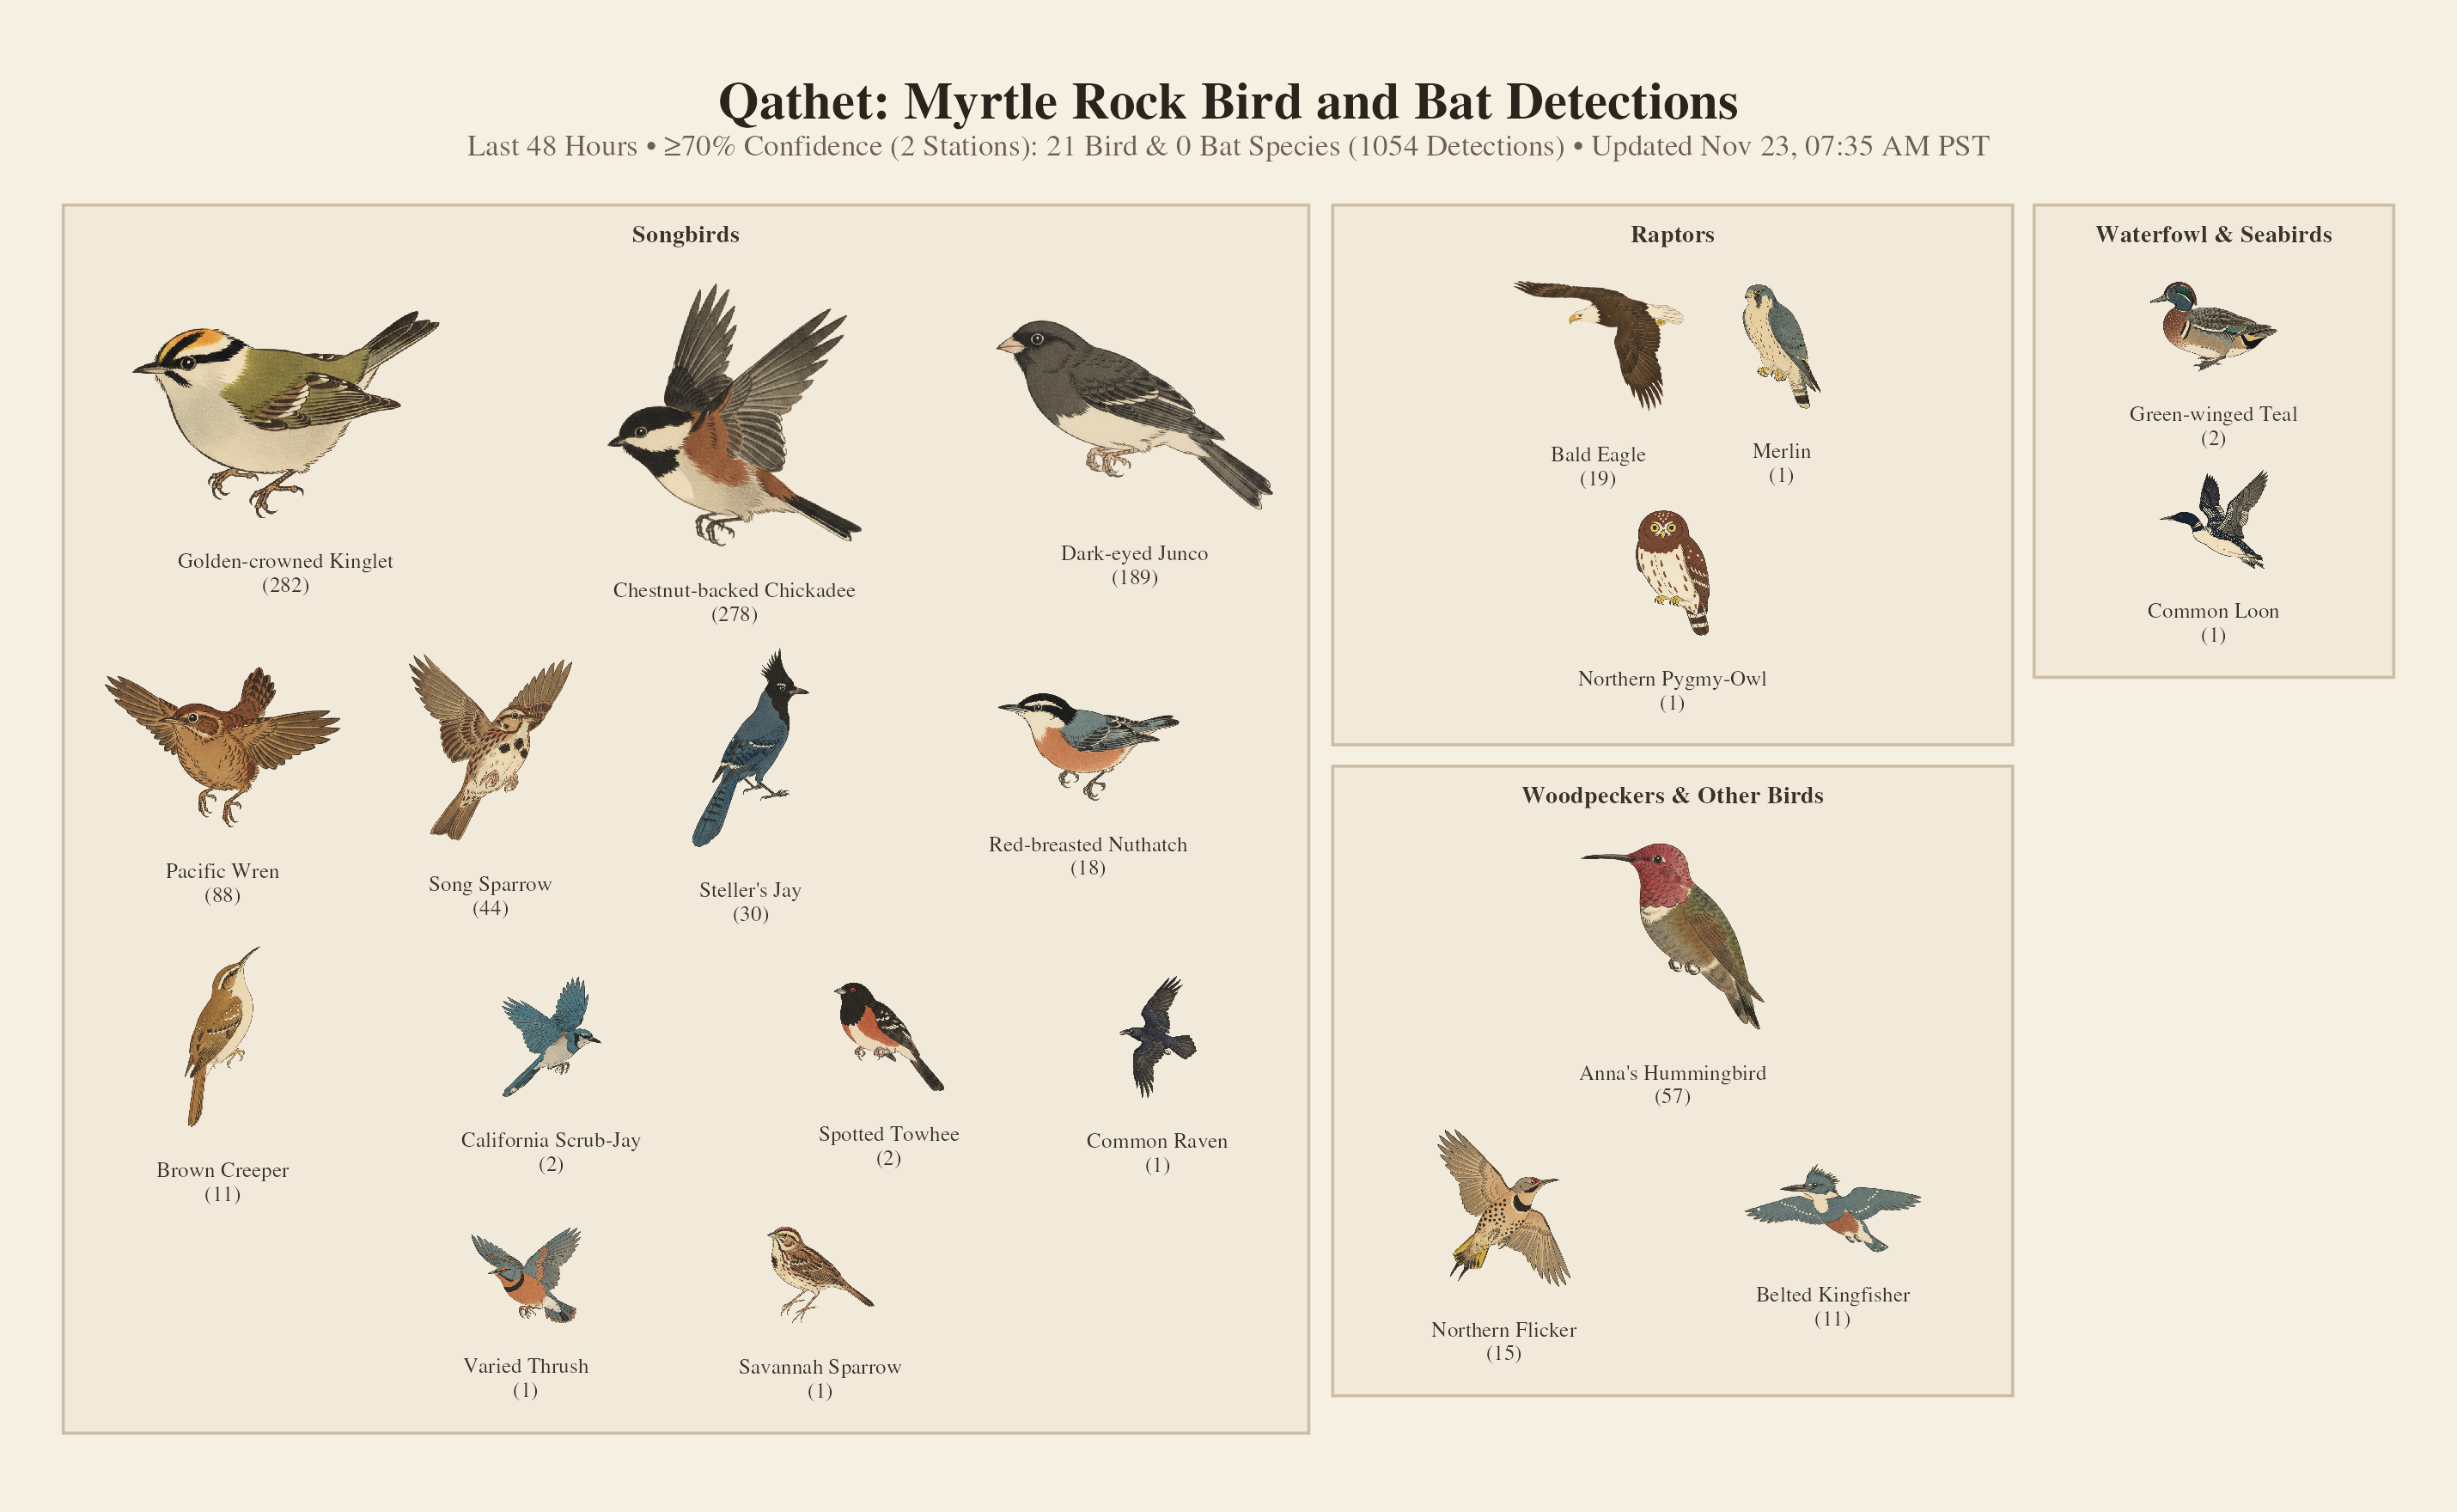 Qathet: Myrtle Rock Bird and Bat Detections
Last 48 Hours • ≥70% Confidence (2 Stations): 21 Bird & 0 Bat Species (1054 Detections) • Updated Nov 23, 07:35 AM PST
Songbirds
Golden-crowned Kinglet
(282)
Chestnut-backed Chickadee
(278)
Dark-eyed Junco
(189)
Pacific Wren
(88)
Song Sparrow
(44)
Steller's Jay
(30)
Red-breasted Nuthatch
(18)
Brown Creeper
(11)
California Scrub-Jay
(2)
Spotted Towhee
(2)
Common Raven
(1)
Varied Thrush
(1)
Savannah Sparrow
(1)
Raptors
Bald Eagle
(19)
Merlin
(1)
Northern Pygmy-Owl
(1)
Woodpeckers & Other Birds
Anna's Hummingbird
(57)
Northern Flicker
(15)
Belted Kingfisher
(11)
Waterfowl & Seabirds
Green-winged Teal
(2)
Common Loon
(1)